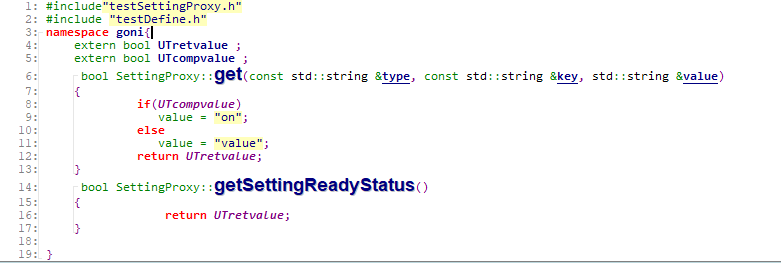 1: #include"testSettingProxy.h"
2: #include "testDefine.h"
3: namespace goni{
4: extern bool UTretvalue ;
5: extern bool UTcompvalue ;
6: bool SettingProxy::get(const std::string &type, const std::string &key, std::string &value)
7: {
8: if(UTcompvalue)
9: value = "on";
10: else
11: value = "value";
12: return UTretvalue;
13: }
14: bool SettingProxy::getSettingReadyStatus()
15: {
16: return UTretvalue;
17: }
18:
19: }